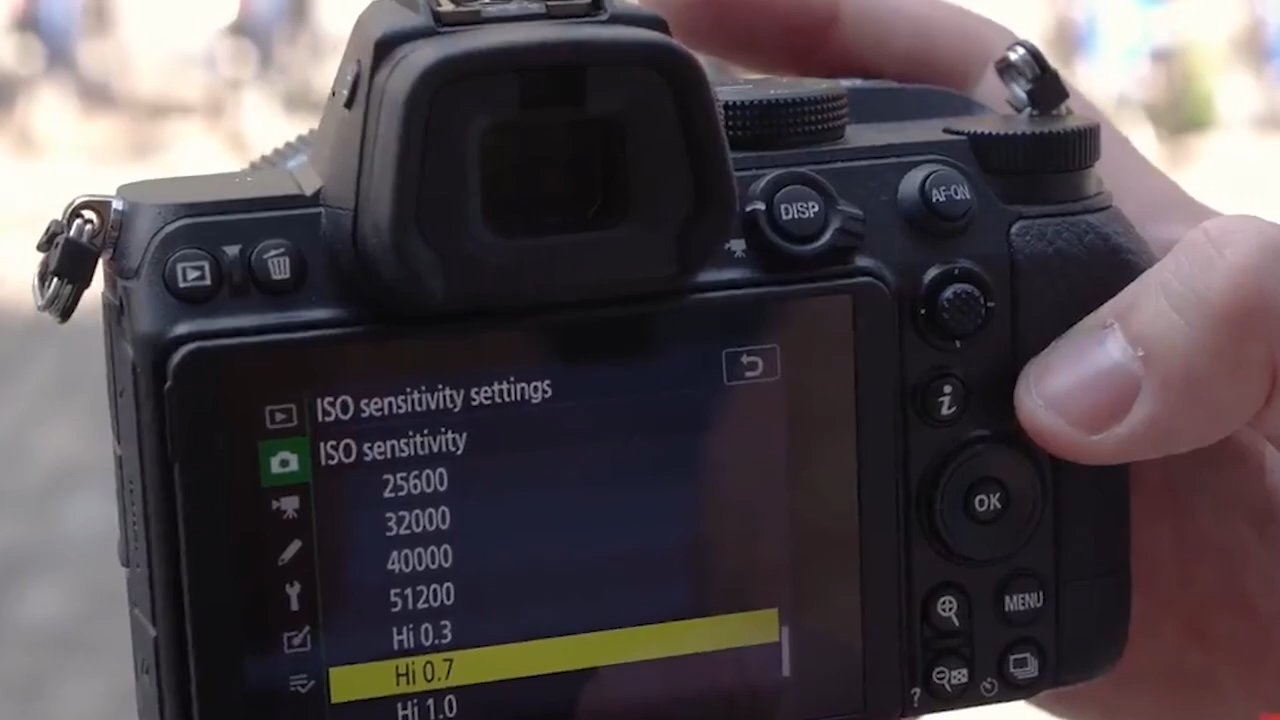 DISP
AF-ON
ISO sensitivity settings
i
ISO sensitivity
25600
32000
OK
40000
51200
MENU
Hi 0.3
Hi 0.7
?
Hi 1.0